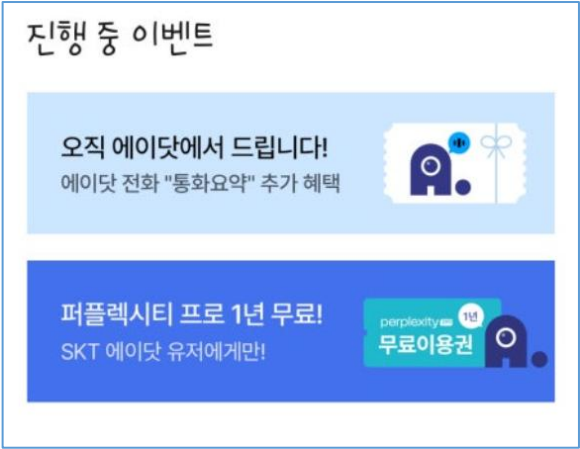 진행 중 이벤트
오직 에이닷에서 드립니다!
에이닷 전화 "통화요약" 추가 혜택
퍼플렉시티 프로 1년 무료!
SKT 에이닷 유저에게만!
perplexity
1년
무료이용권